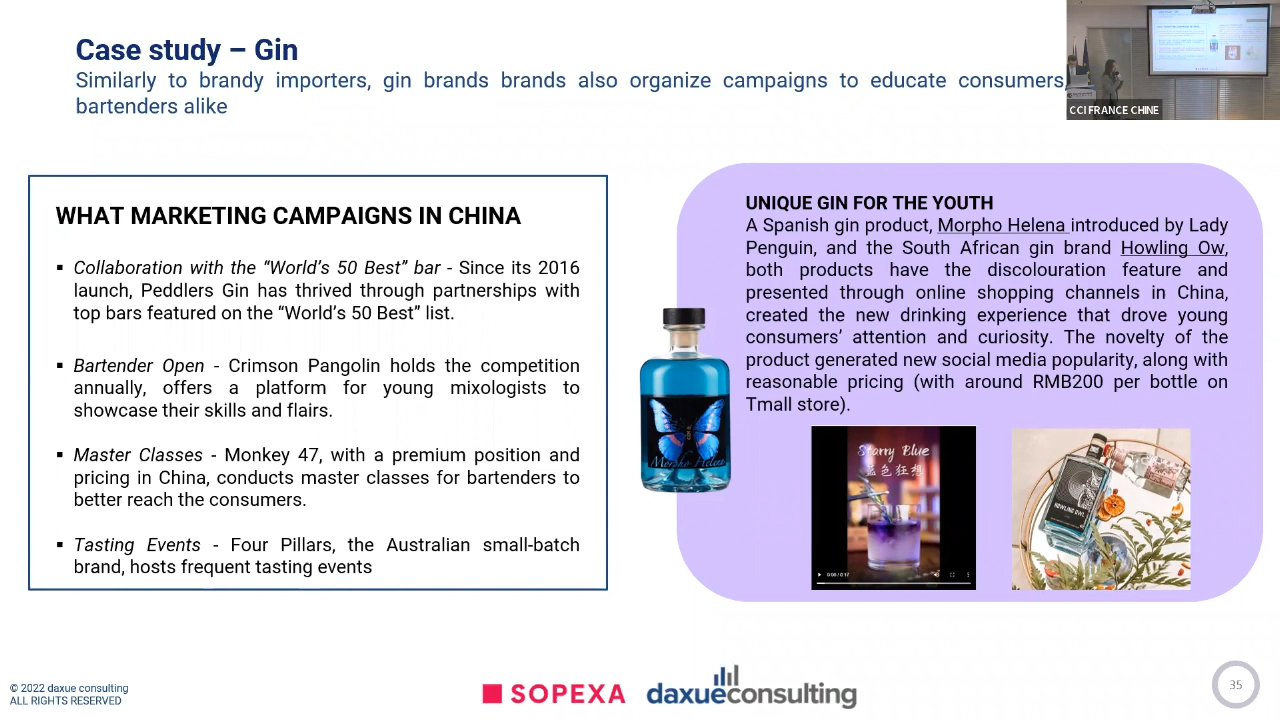 Case study – Gin
Similarly to brandy importers, gin brands brands also organize campaigns to educate consumers,
bartenders alike
CCI FRANCE CHINE
WHAT MARKETING CAMPAIGNS IN CHINA
▪ Collaboration with the “World’s 50 Best” bar - Since its 2016
launch, Peddlers Gin has thrived through partnerships with
top bars featured on the “World’s 50 Best” list.
▪ Bartender Open - Crimson Pangolin holds the competition
annually, offers a platform for young mixologists to
showcase their skills and flairs.
▪ Master Classes - Monkey 47, with a premium position and
pricing in China, conducts master classes for bartenders to
better reach the consumers.
▪ Tasting Events - Four Pillars, the Australian small-batch
brand, hosts frequent tasting events
UNIQUE GIN FOR THE YOUTH
A Spanish gin product, Morpho Helena introduced by Lady
Penguin, and the South African gin brand Howling Ow,
both products have the discolouration feature and
presented through online shopping channels in China,
created the new drinking experience that drove young
consumers’ attention and curiosity. The novelty of the
product generated new social media popularity, along with
reasonable pricing (with around RMB200 per bottle on
Tmall store).
Morpho Helena
Starry Blue
蓝色狂想
0:00 / 0:17
HOWLING OWL
© 2022 daxue consulting
ALL RIGHTS RESERVED
SOPEXA
daxueconsulting
35